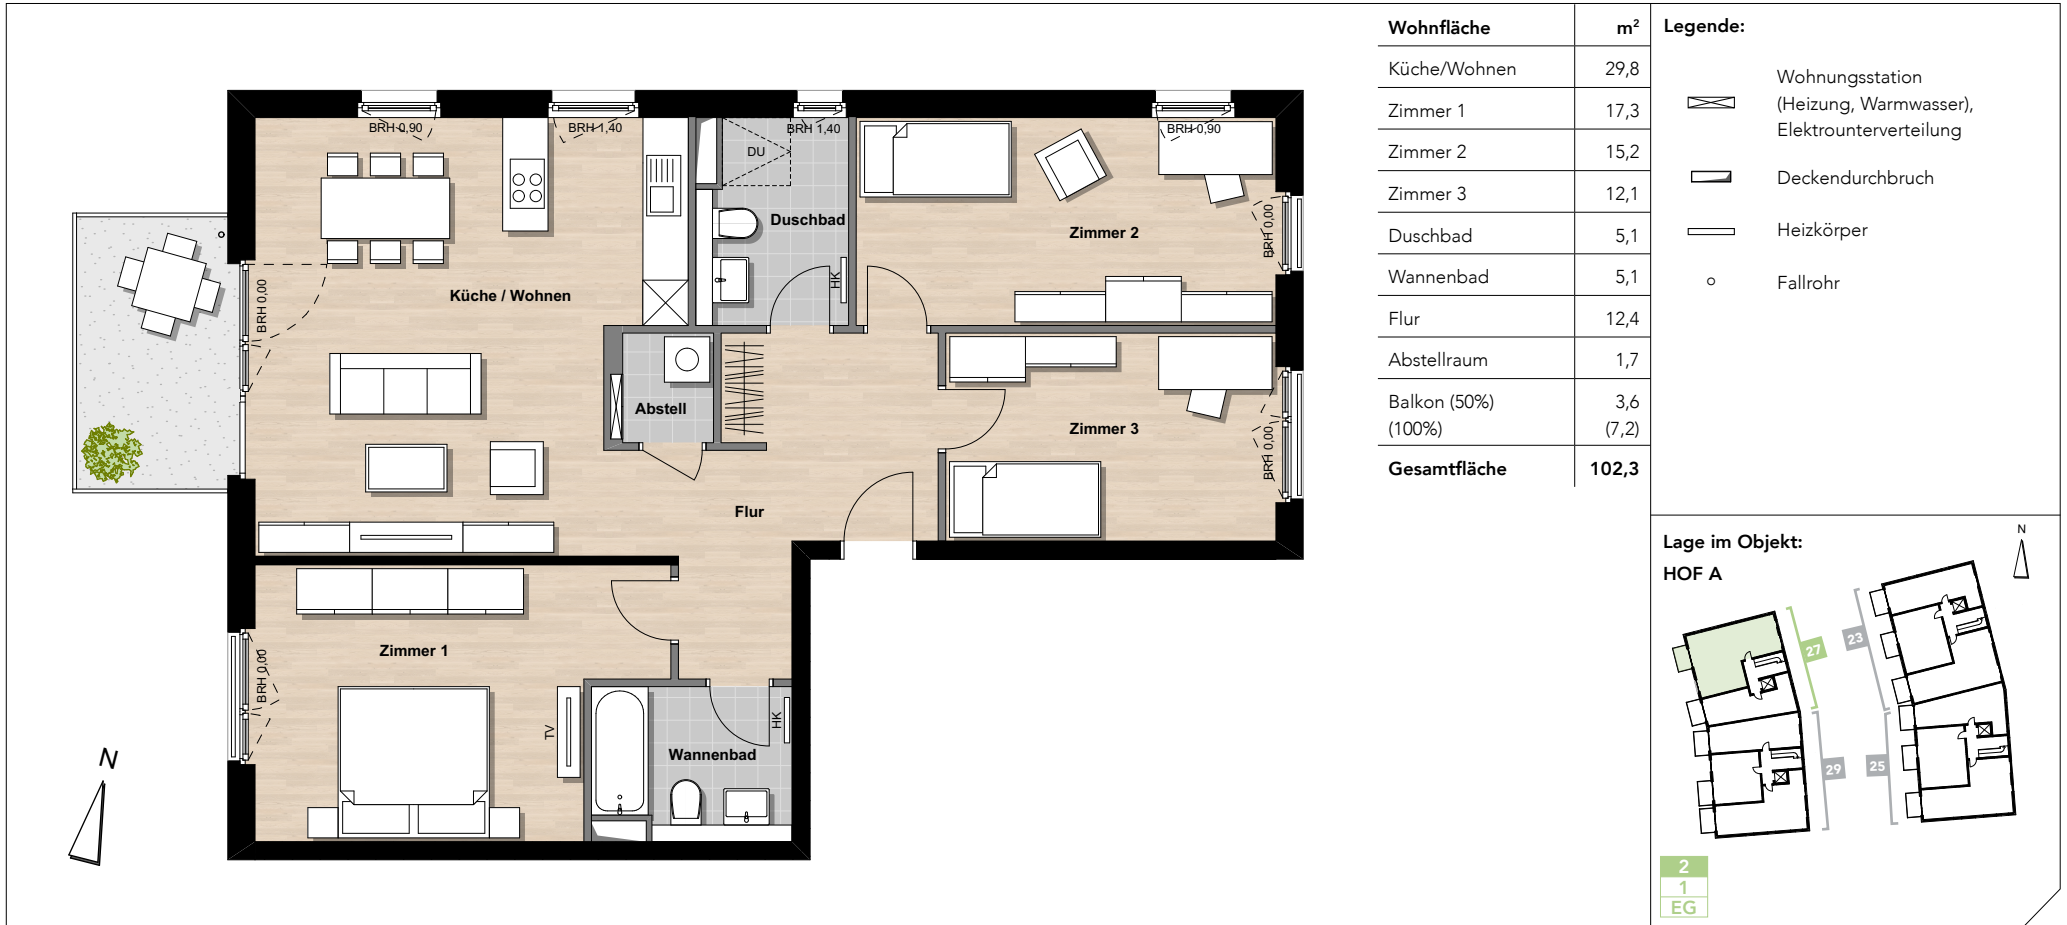 BRH 0,90
BRH 1,40
BRH 1,40
BRH 0,90
DU
Duschbad
HK
Zimmer 2
BRH 0,00
Küche / Wohnen
BRH 0,00
Abstell
Zimmer 3
BRH 0,00
Flur
Zimmer 1
BRH 0,00
TV
HK
Wannenbad
N
Wohnfläche m²
Küche/Wohnen 29,8
Zimmer 1 17,3
Zimmer 2 15,2
Zimmer 3 12,1
Duschbad 5,1
Wannenbad 5,1
Flur 12,4
Abstellraum 1,7
Balkon (50%) 3,6
(100%) (7,2)
Gesamtfläche 102,3
Legende:
Wohnungsstation
(Heizung, Warmwasser),
Elektrounterverteilung
Deckendurchbruch
Heizkörper
Fallrohr
Lage im Objekt:
HOF A
N
27
23
29
25
2
1
EG